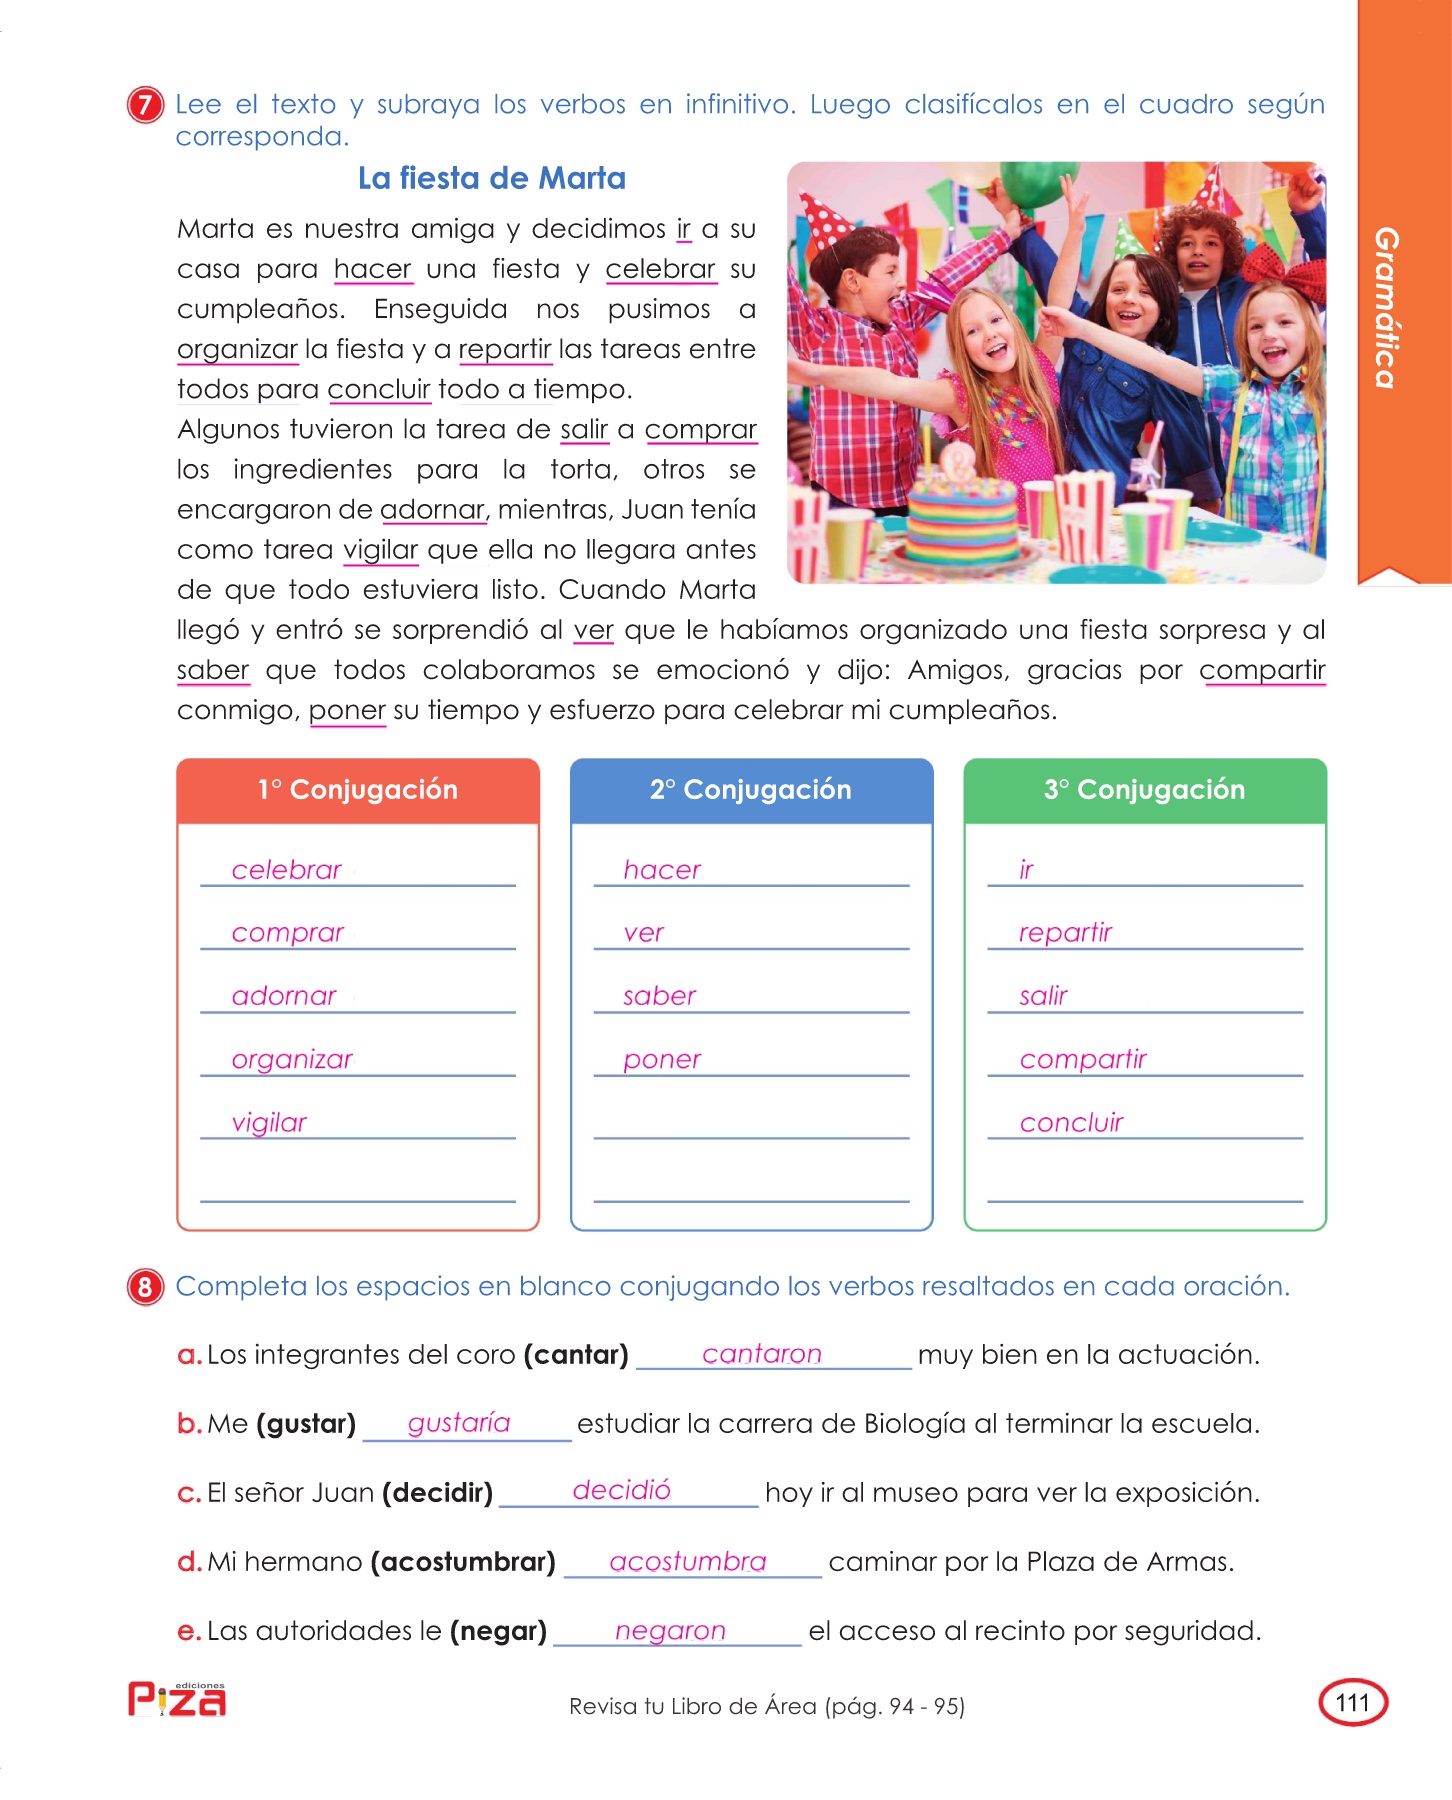 7 Lee el texto y subraya los verbos en infinitivo. Luego clasifícalos en el cuadro según
corresponda.
La fiesta de Marta
Marta es nuestra amiga y decidimos ir a su
casa para hacer una fiesta y celebrar su
cumpleaños. Enseguida nos pusimos a
organizar la fiesta y a repartir las tareas entre
todos para concluir todo a tiempo.
Algunos tuvieron la tarea de salir a comprar
los ingredientes para la torta, otros se
encargaron de adornar, mientras, Juan tenía
como tarea vigilar que ella no llegara antes
de que todo estuviera listo. Cuando Marta
llegó y entró se sorprendió al ver que le habíamos organizado una fiesta sorpresa y al
saber que todos colaboramos se emocionó y dijo: Amigos, gracias por compartir
conmigo, poner su tiempo y esfuerzo para celebrar mi cumpleaños.
Gramática
1° Conjugación
celebrar
comprar
adornar
organizar
vigilar
2° Conjugación
hacer
ver
saber
poner
3° Conjugación
ir
repartir
salir
compartir
concluir
8 Completa los espacios en blanco conjugando los verbos resaltados en cada oración.
a. Los integrantes del coro (cantar) cantaron muy bien en la actuación.
b. Me (gustar) gustaría estudiar la carrera de Biología al terminar la escuela.
c. El señor Juan (decidir) decidió hoy ir al museo para ver la exposición.
d. Mi hermano (acostumbrar) acostumbra caminar por la Plaza de Armas.
e. Las autoridades le (negar) negaron el acceso al recinto por seguridad.
ediciones
Piza
Revisa tu Libro de Área (pág. 94 - 95)
111